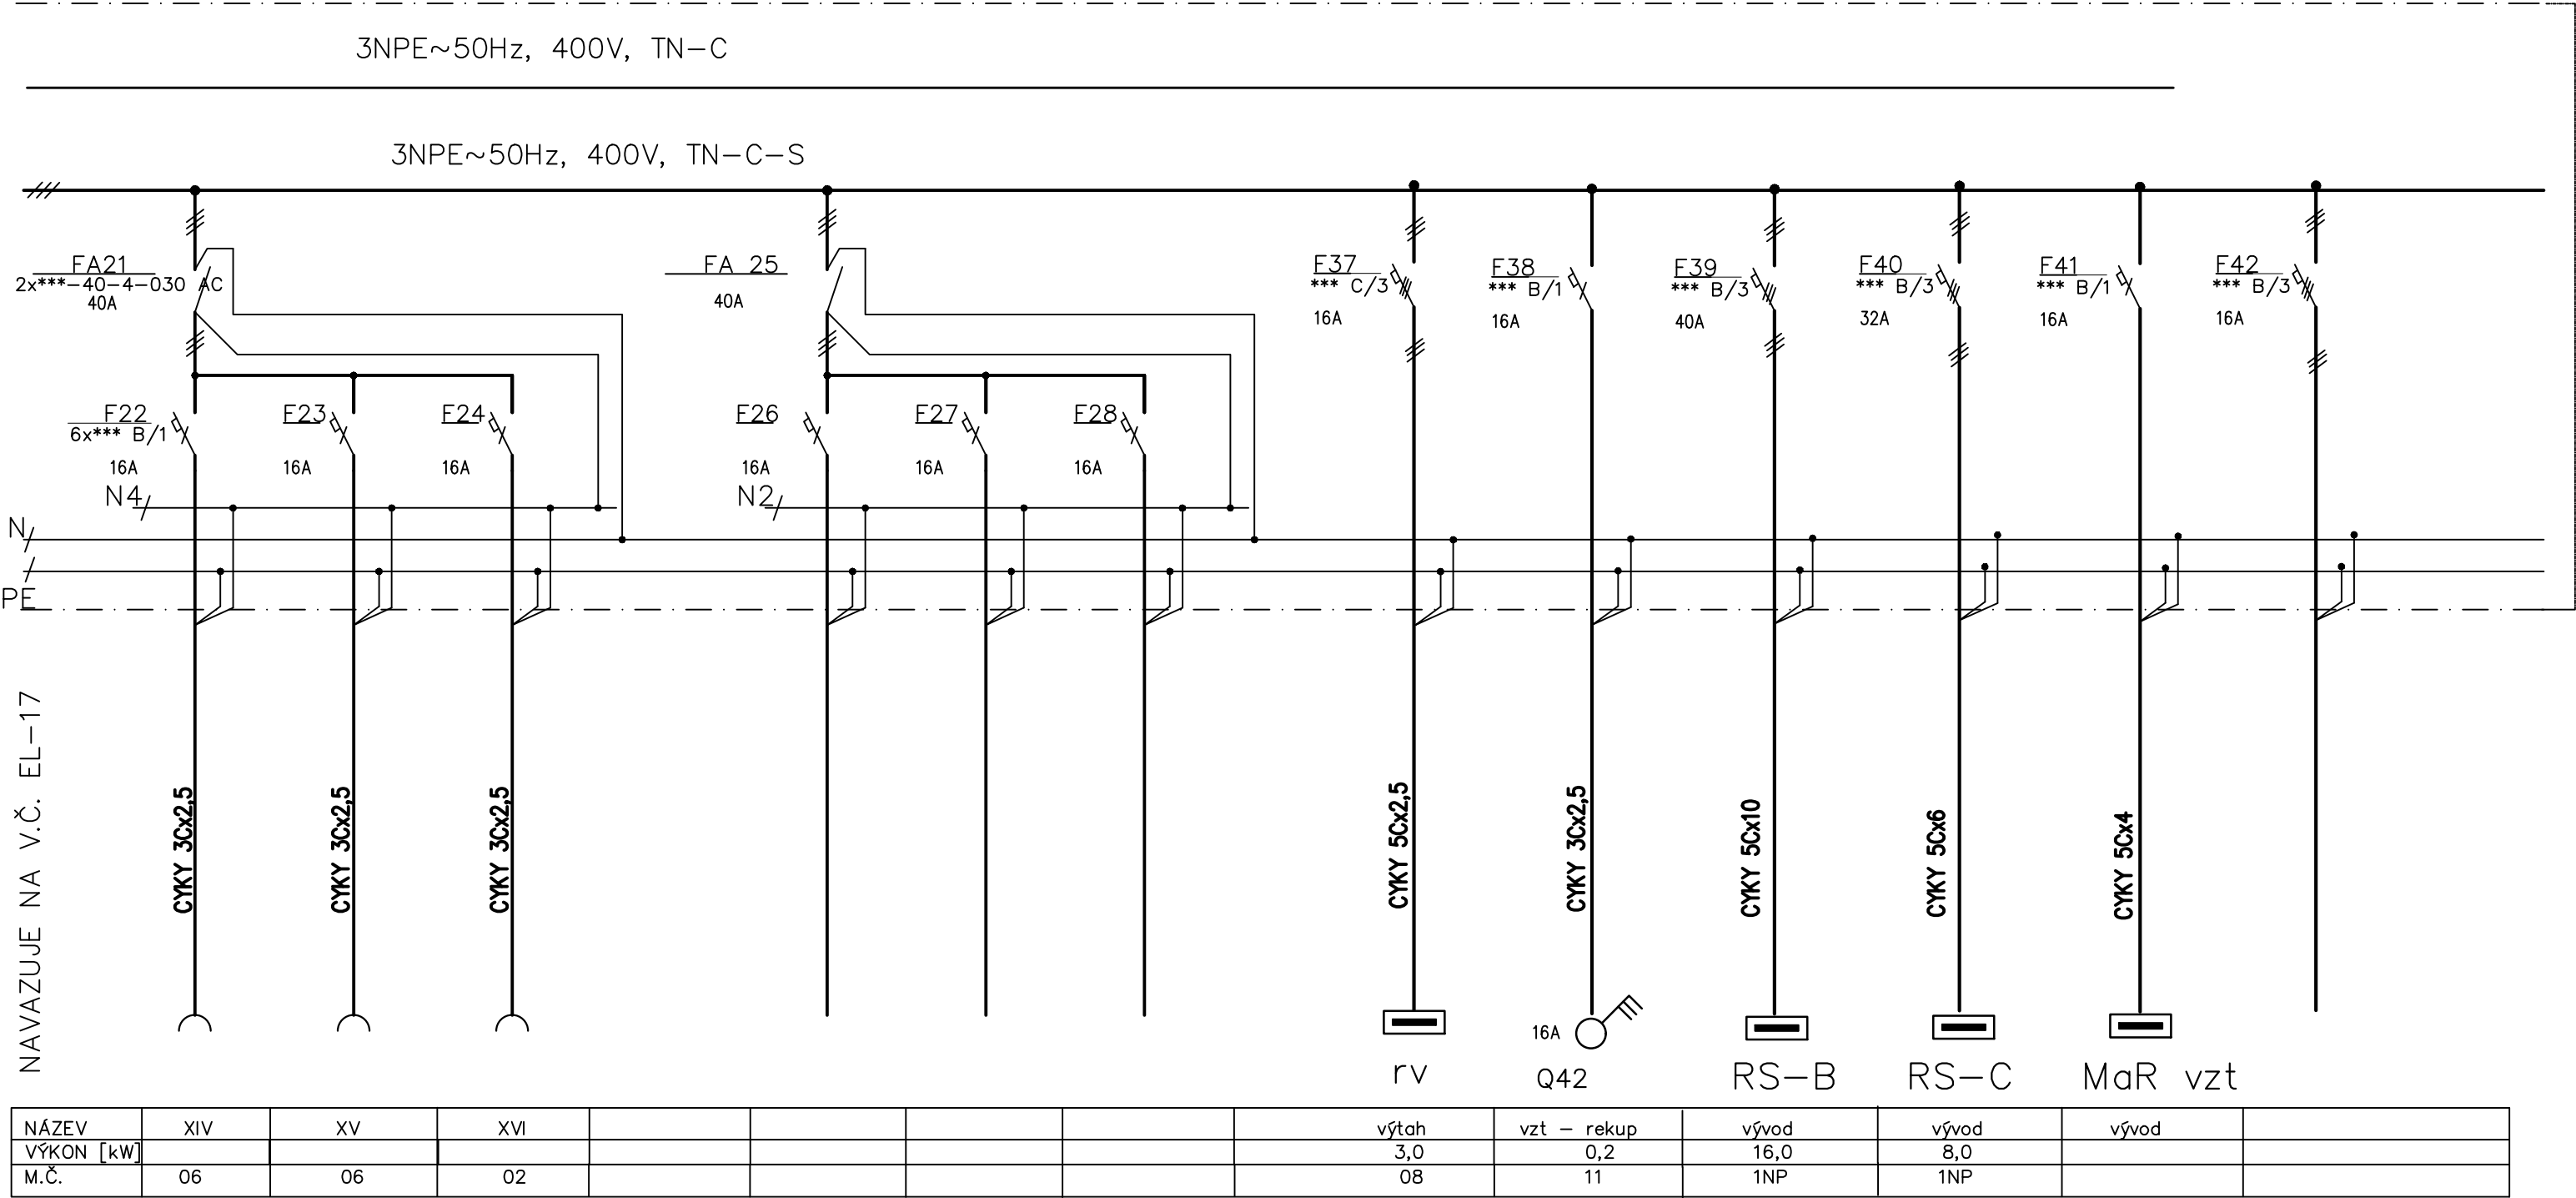 3NPE~50Hz, 400V, TN-C
3NPE~50Hz, 400V, TN-C-S
FA21
2x***-40-4-030 AC
40A
FA 25
40A
F37
*** C/3
16A
F38
*** B/1
16A
F39
*** B/3
40A
F40
*** B/3
32A
F41
*** B/1
16A
F42
*** B/3
16A
F22
6x*** B/1
16A
F23
16A
F24
16A
F26
16A
F27
16A
F28
16A
N4
N2
N
PE
NAVAZUJE NA V.Č. EL-17
CYKY 3Cx2,5
CYKY 3Cx2,5
CYKY 3Cx2,5
CYKY 5Cx2,5
CYKY 3Cx2,5
CYKY 5Cx10
CYKY 5Cx6
CYKY 5Cx4
16A
rv
Q42
RS-B
RS-C
MaR vzt
NÁZEV XIV XV XVI výtah vzt - rekup vývod vývod vývod
VÝKON [kW] 3,0 0,2 16,0 8,0
M.Č. 06 06 02 08 11 1NP 1NP